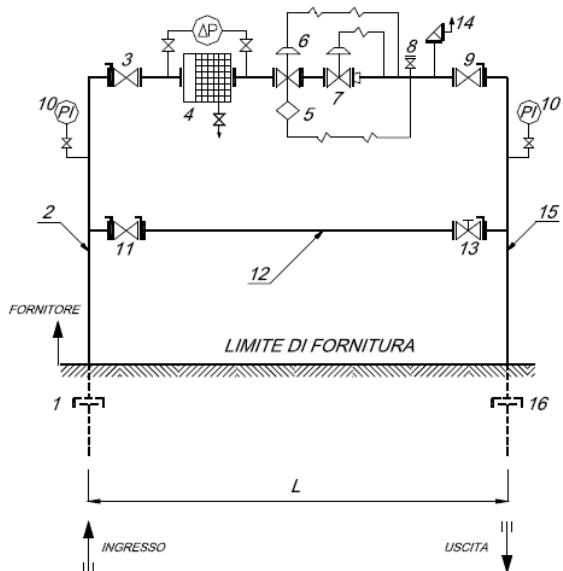 14
ΔP
6
8
3
9
10
PI
4
5
7
PI
10
2
15
11
12
13
FORNITORE
LIMITE DI FORNITURA
1
16
L
INGRESSO
USCITA